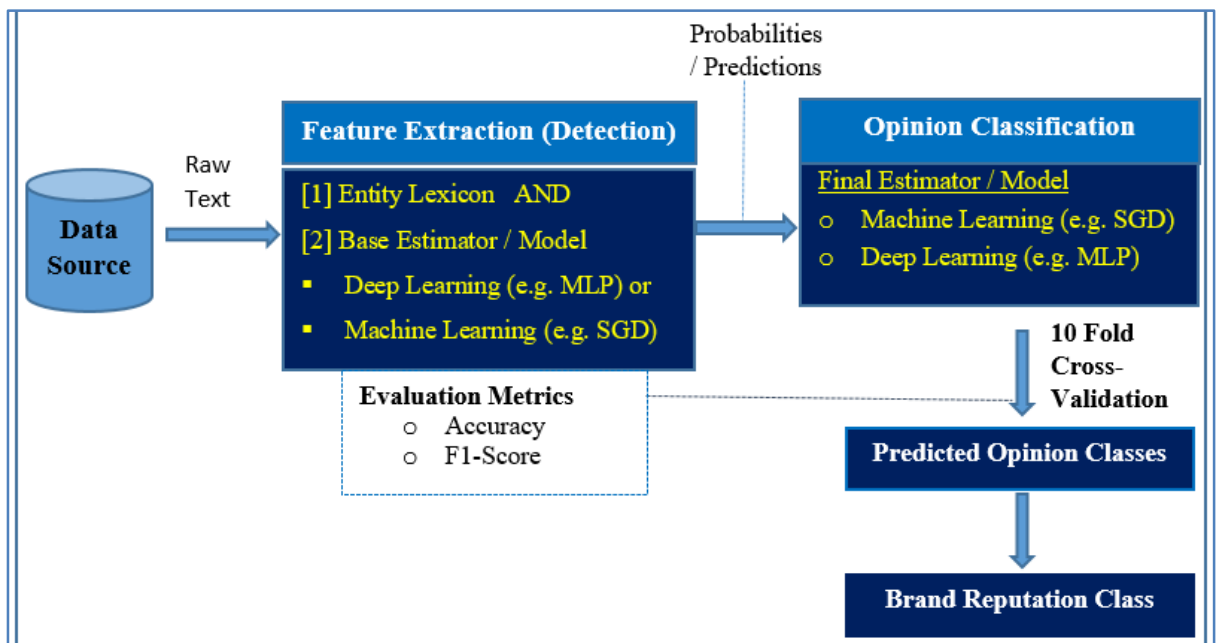 Data
Source
Raw
Text
Feature Extraction (Detection)
[1] Entity Lexicon AND
[2] Base Estimator / Model
▪ Deep Learning (e.g. MLP) or
▪ Machine Learning (e.g. SGD)
Evaluation Metrics
o Accuracy
o F1-Score
Probabilities
/ Predictions
Opinion Classification
Final Estimator / Model
o Machine Learning (e.g. SGD)
o Deep Learning (e.g. MLP)
10 Fold
Cross-
Validation
Predicted Opinion Classes
Brand Reputation Class